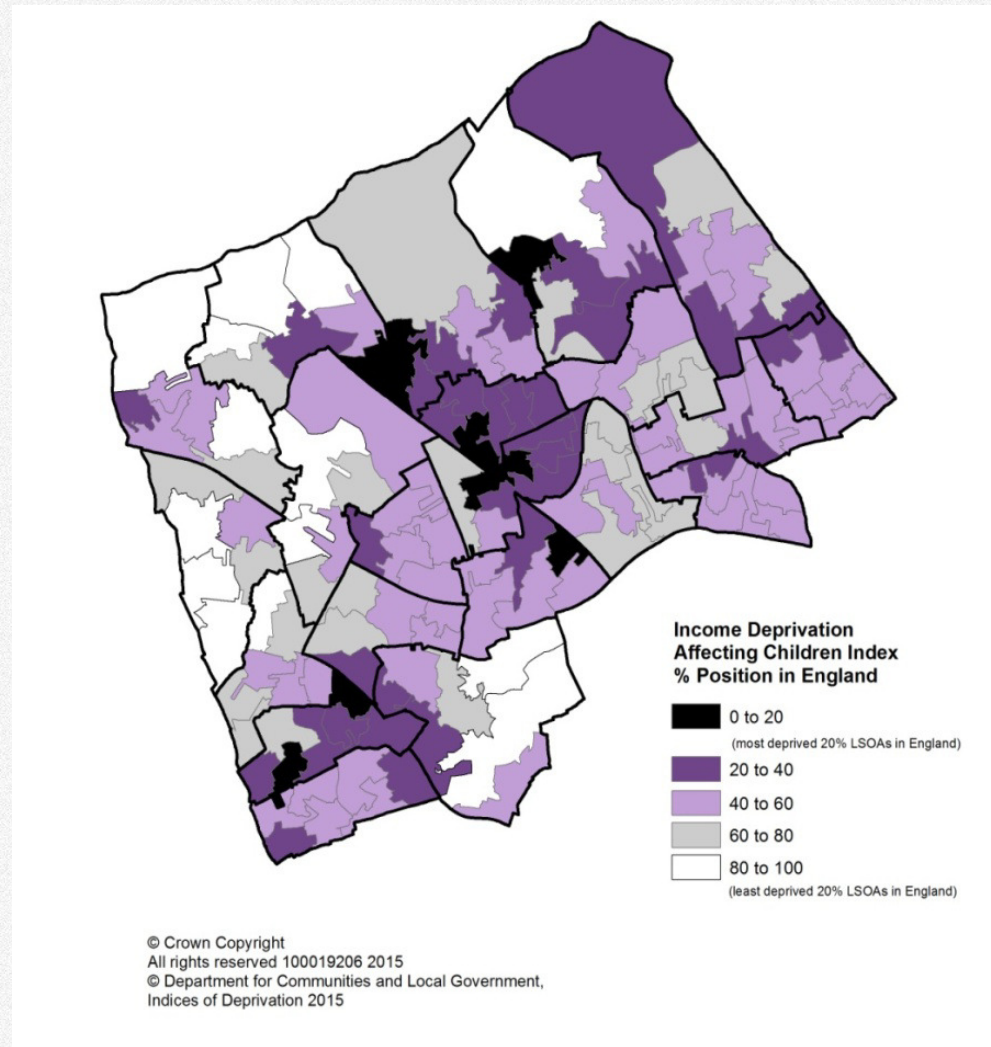 Income Deprivation
Affecting Children Index
% Position in England
0 to 20
(most deprived 20% LSOAs in England)
20 to 40
40 to 60
60 to 80
80 to 100
(least deprived 20% LSOAs in England)
© Crown Copyright
All rights reserved 100019206 2015
© Department for Communities and Local Government,
Indices of Deprivation 2015